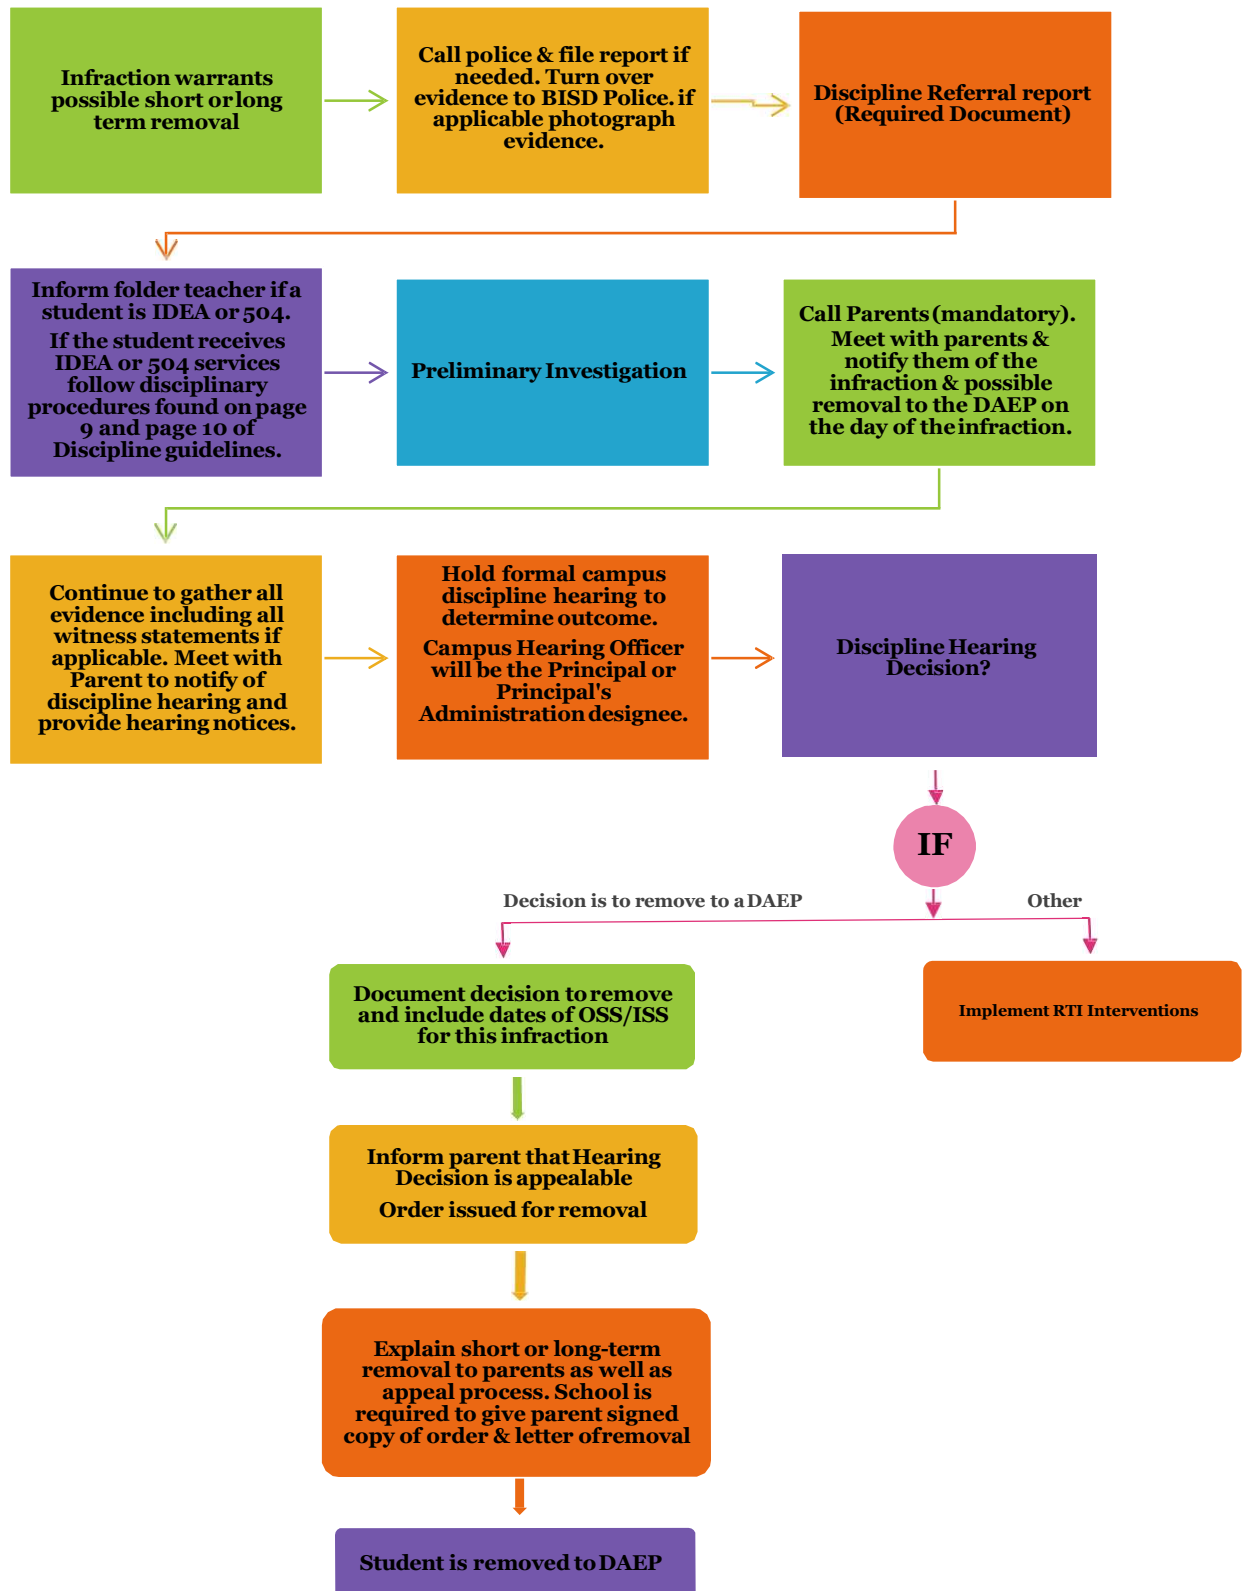 Infraction warrants
possible short or long
term removal
Call police & file report if
needed. Turn over
evidence to BISD Police. if
applicable photograph
evidence.
Discipline Referral report
(Required Document)
Inform folder teacher if a
student is IDEA or 504.
If the student receives
IDEA or 504 services
follow disciplinary
procedures found on page
9 and page 10 of
Discipline guidelines.
Preliminary Investigation
Call Parents (mandatory).
Meet with parents &
notify them of the
infraction & possible
removal to the DAEP on
the day of the infraction.
Continue to gather all
evidence including all
witness statements if
applicable. Meet with
Parent to notify of
discipline hearing and
provide hearing notices.
Hold formal campus
discipline hearing to
determine outcome.
Campus Hearing Officer
will be the Principal or
Principal's
Administration designee.
Discipline Hearing
Decision?
IF
Decision is to remove to a DAEP
Other
Document decision to remove
and include dates of OSS/ISS
for this infraction
Implement RTI Interventions
Inform parent that Hearing
Decision is appealable
Order issued for removal
Explain short or long-term
removal to parents as well as
appeal process. School is
required to give parent signed
copy of order & letter of removal
Student is removed to DAEP